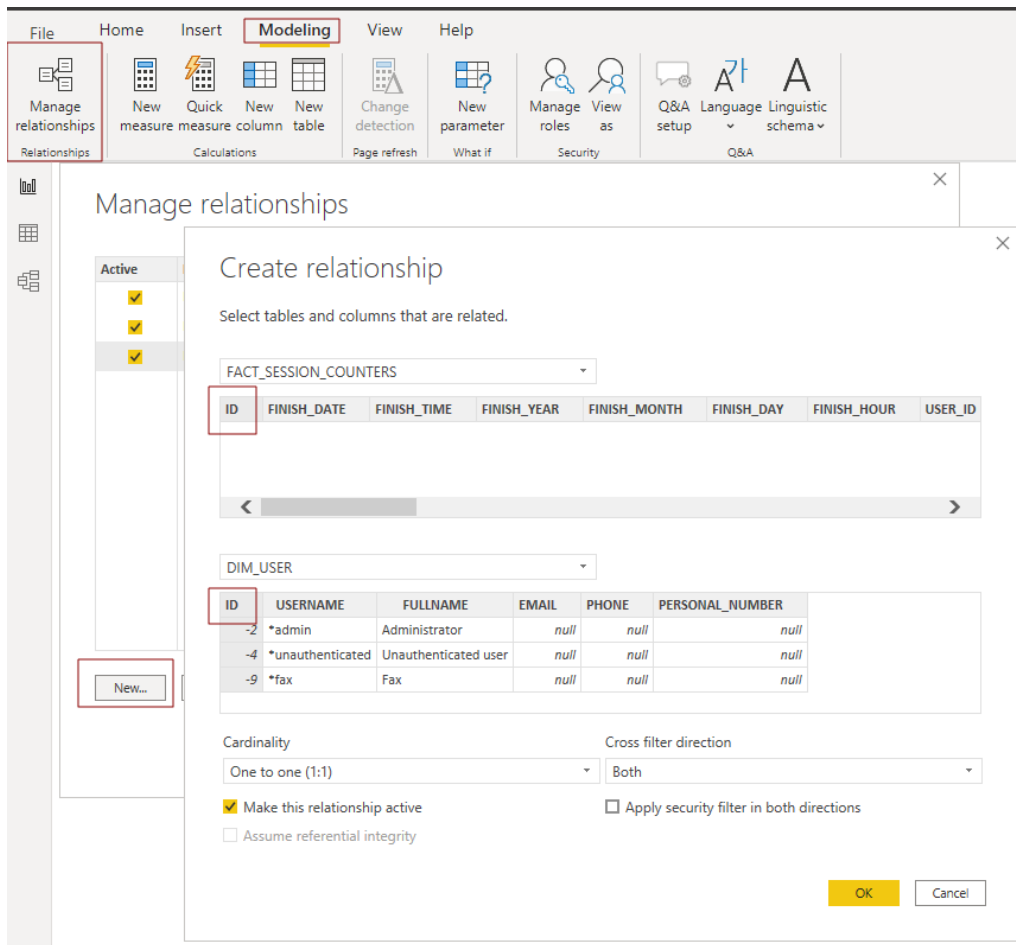 File Home Insert Modeling View Help
Manage relationships
New measure
Quick measure
New column
New table
Change detection
New parameter
Manage roles
View as
Q&A setup
Language
Linguistic schema
Relationships Calculations Page refresh What if Security Q&A
Manage relationships
Active
Create relationship
Select tables and columns that are related.
FACT_SESSION_COUNTERS
ID FINISH_DATE FINISH_TIME FINISH_YEAR FINISH_MONTH FINISH_DAY FINISH_HOUR USER_ID
DIM_USER
ID USERNAME FULLNAME EMAIL PHONE PERSONAL_NUMBER
-2 *admin Administrator null null null
-4 *unauthenticated Unauthenticated user null null null
-9 *fax Fax null null null
New...
Cardinality Cross filter direction
One to one (1:1) Both
Make this relationship active Apply security filter in both directions
Assume referential integrity
OK Cancel